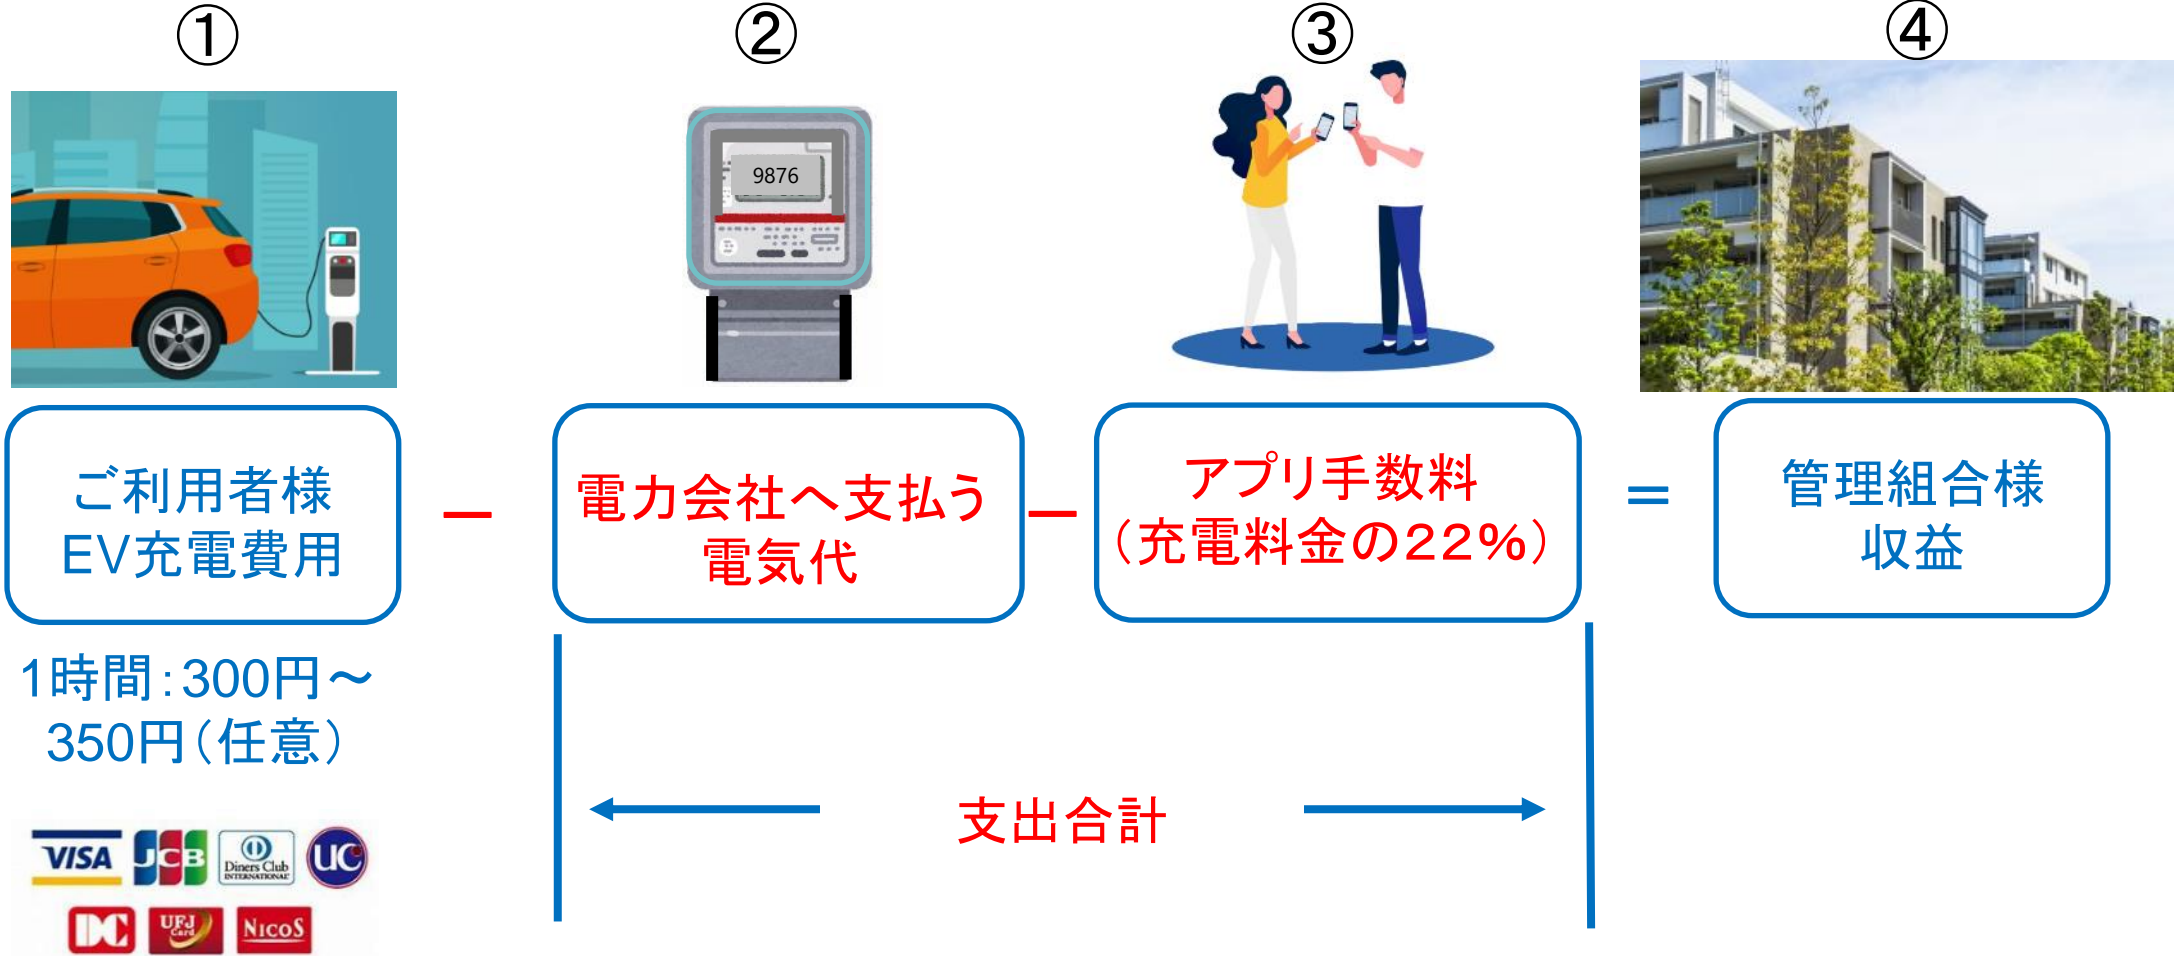 ①
②
③
④
9876
ご利用者様
EV充電費用
－
電力会社へ支払う
電気代
－
アプリ手数料
（充電料金の22%）
＝
管理組合様
収益
1時間：300円～
350円（任意）
支出合計
VISA
JCB
Diners Club
INTERNATIONAL
UC
DC
UFJ
Card
NICOS